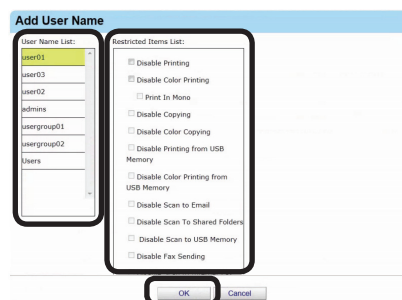 Add User Name
User Name List:
user01
user03
user02
admins
usergroup01
usergroup02
Users
Restricted Items List:
Disable Printing
Disable Color Printing
Print In Mono
Disable Copying
Disable Color Copying
Disable Printing from USB
Memory
Disable Color Printing from
USB Memory
Disable Scan to Email
Disable Scan To Shared Folders
Disable Scan to USB Memory
Disable Fax Sending
OK
Cancel